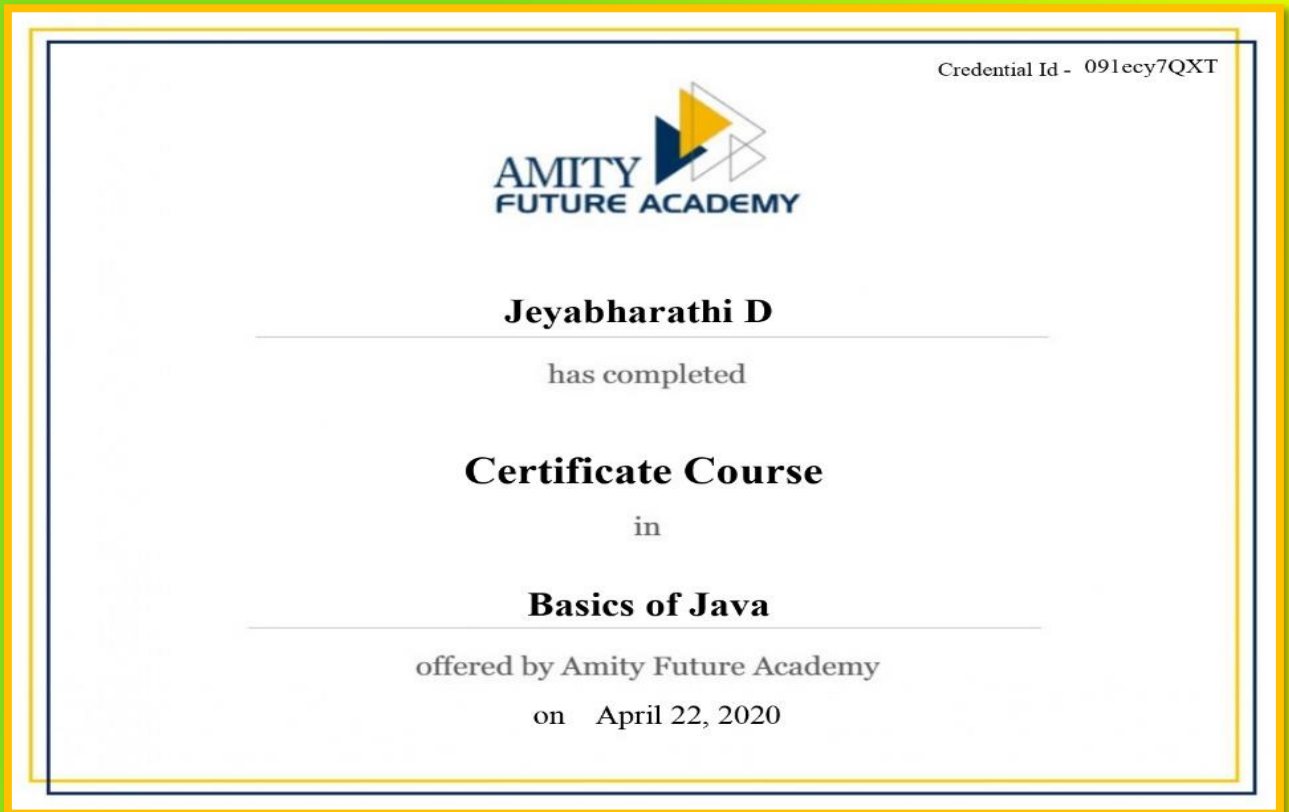 Credential Id - 091ecy7QXT
AMITY
FUTURE ACADEMY
Jeyabharathi D
has completed
Certificate Course
in
Basics of Java
offered by Amity Future Academy
on April 22, 2020